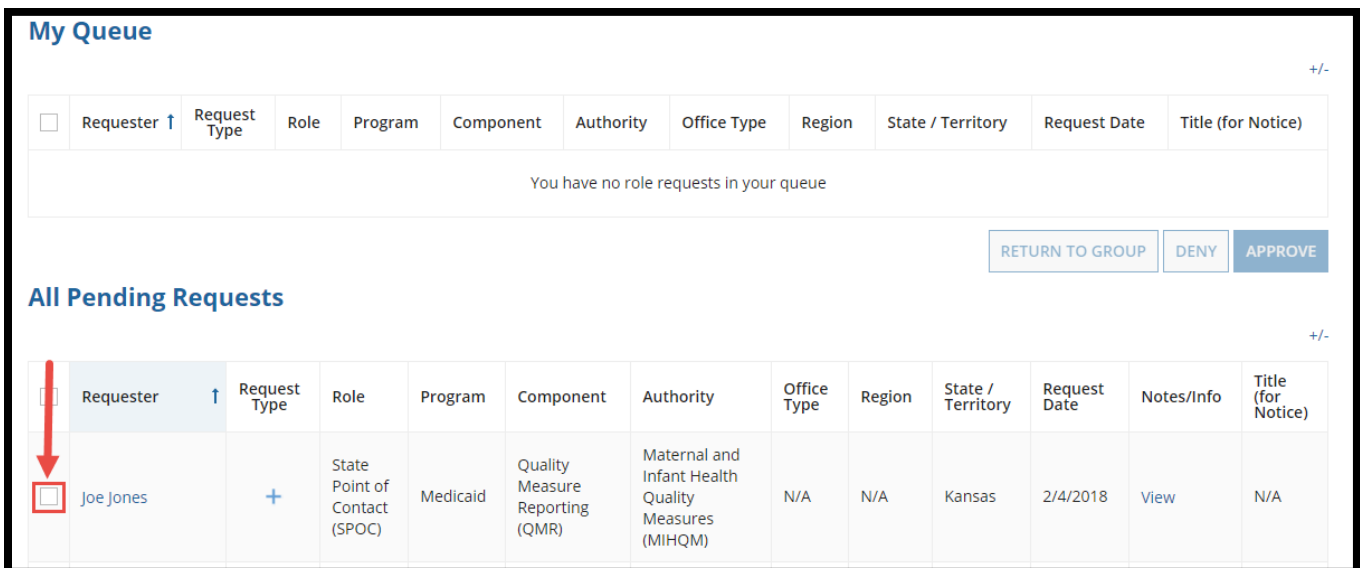 My Queue
+/-
Requester ↑ Request Type Role Program Component Authority Office Type Region State / Territory Request Date Title (for Notice)
You have no role requests in your queue
RETURN TO GROUP DENY APPROVE
All Pending Requests
+/-
Requester ↑ Request Type Role Program Component Authority Office Type Region State / Territory Request Date Notes/Info Title (for Notice)
Joe Jones + State Point of Contact (SPOC) Medicaid Quality Measure Reporting (QMR) Maternal and Infant Health Quality Measures (MIHQM) N/A N/A Kansas 2/4/2018 View N/A